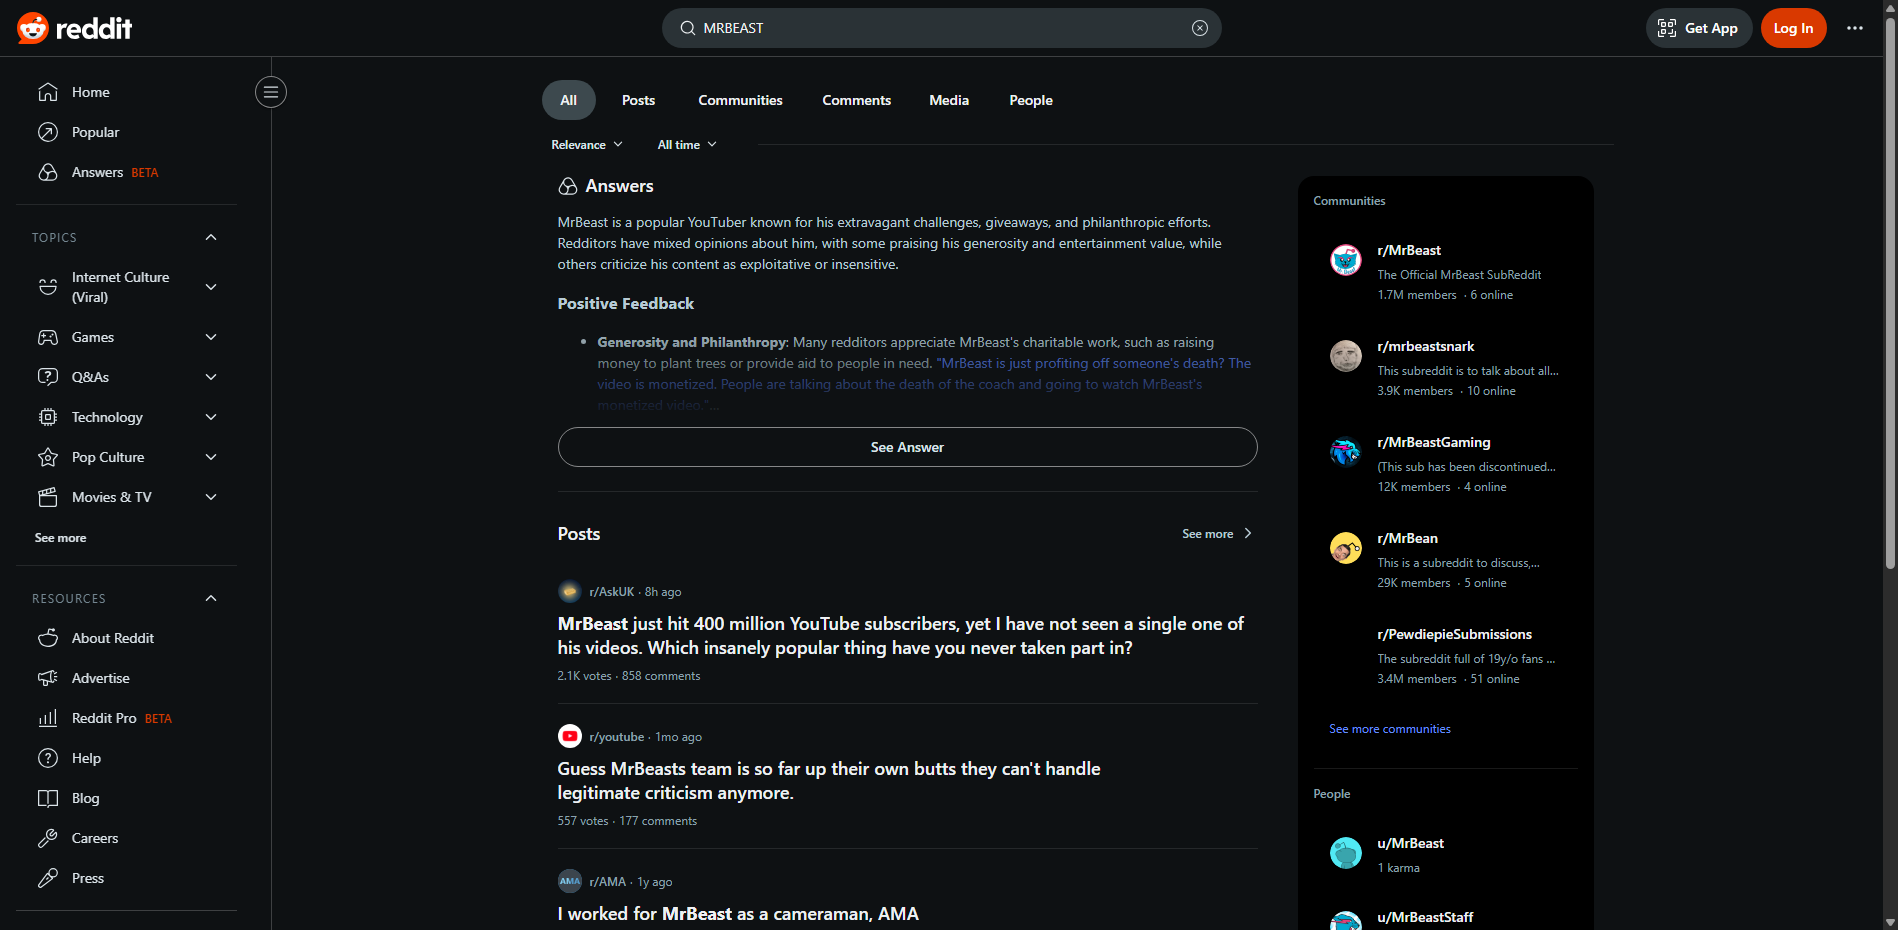 reddit
MRBEAST
Get App
Log In
Home
Popular
Answers BETA
TOPICS
Internet Culture
(Viral)
Games
Q&As
Technology
Pop Culture
Movies & TV
See more
RESOURCES
About Reddit
Advertise
Reddit Pro BETA
Help
Blog
Careers
Press
All
Posts
Communities
Comments
Media
People
Relevance
All time
Answers
MrBeast is a popular YouTuber known for his extravagant challenges, giveaways, and philanthropic efforts.
Redditors have mixed opinions about him, with some praising his generosity and entertainment value, while
others criticize his content as exploitative or insensitive.
Positive Feedback
• Generosity and Philanthropy: Many redditors appreciate MrBeast's charitable work, such as raising
money to plant trees or provide aid to people in need. "MrBeast is just profiting off someone's death? The
video is monetized. People are talking about the death of the coach and going to watch MrBeast's
monetized video."...
See Answer
Posts
See more
r/AskUK · 8h ago
MrBeast just hit 400 million YouTube subscribers, yet I have not seen a single one of
his videos. Which insanely popular thing have you never taken part in?
2.1K votes · 858 comments
r/youtube · 1mo ago
Guess MrBeasts team is so far up their own butts they can't handle
legitimate criticism anymore.
557 votes · 177 comments
AMA
r/AMA · 1y ago
I worked for MrBeast as a cameraman, AMA
Communities
r/MrBeast
The Official MrBeast SubReddit
1.7M members · 6 online
r/mrbeastsnark
This subreddit is to talk about all...
3.9K members · 10 online
r/MrBeastGaming
(This sub has been discontinued...
12K members · 4 online
r/MrBean
This is a subreddit to discuss,...
29K members · 5 online
r/PewdiepieSubmissions
The subreddit full of 19y/o fans ...
3.4M members · 51 online
See more communities
People
u/MrBeast
1 karma
u/MrBeastStaff